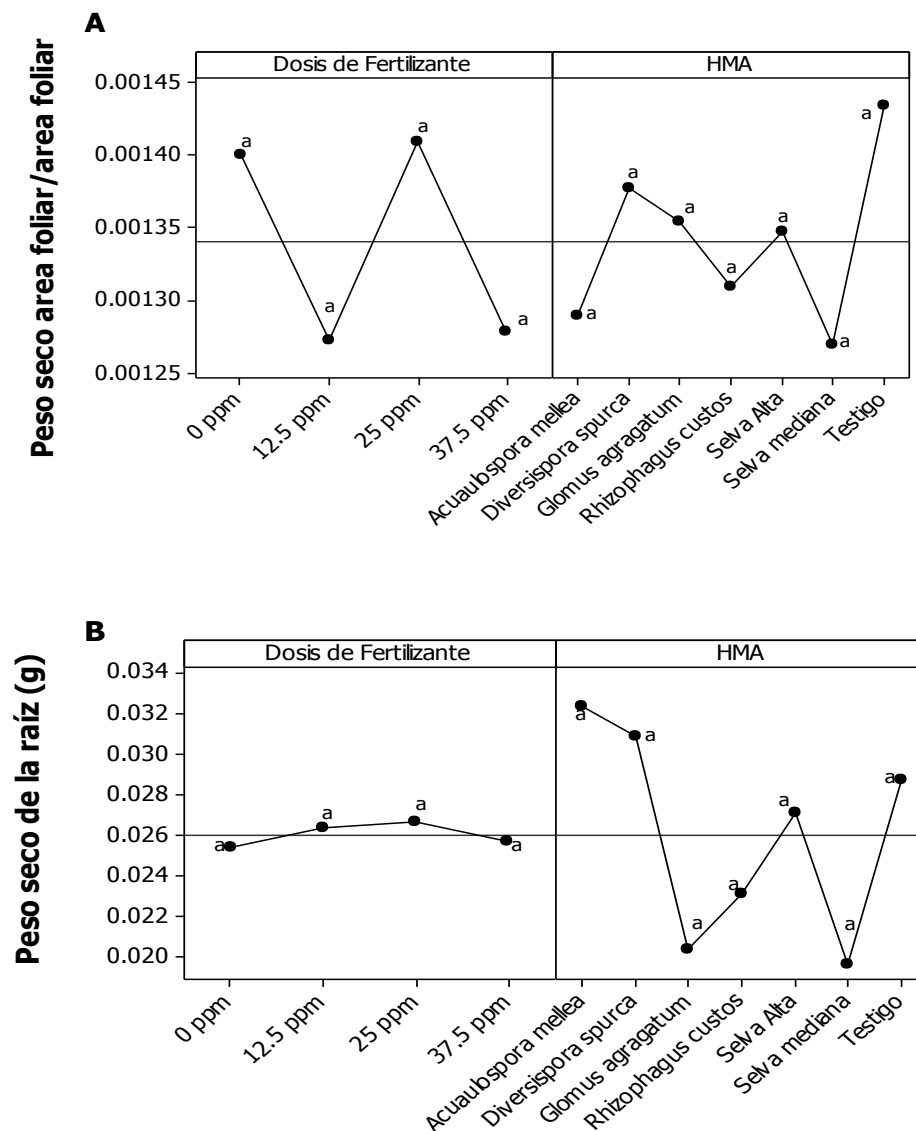 A
Dosis de Fertilizante
HMA
Peso seco area foliar/area foliar
0.00145
0.00140
0.00135
0.00130
0.00125
a
a
a
a
a
a
a
a
a
a
a
0 ppm
12.5 ppm
25 ppm
37.5 ppm
Acuaulospora mellea
Diversispora spurca
Glomus agragatum
Rhizophagus custos
Selva Alta
Selva mediana
Testigo
B
Dosis de Fertilizante
HMA
Peso seco de la raíz (g)
0.034
0.032
0.030
0.028
0.026
0.024
0.022
0.020
a
a
a
a
a
a
a
a
a
a
a
0 ppm
12.5 ppm
25 ppm
37.5 ppm
Acuaulospora mellea
Diversispora spurca
Glomus agragatum
Rhizophagus custos
Selva Alta
Selva mediana
Testigo